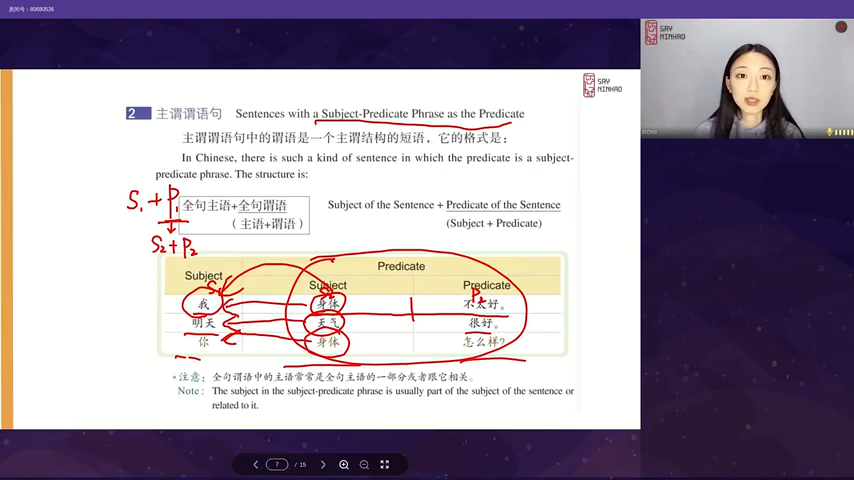 房间号：80680536
SAY
NINHAO
SAY
NINHAO
RONI
2 主谓谓语句 Sentences with a Subject-Predicate Phrase as the Predicate
主谓谓语句中的谓语是一个主谓结构的短语，它的格式是：
In Chinese, there is such a kind of sentence in which the predicate is a subject-
predicate phrase. The structure is:
S1 + P1
全句主语+全句谓语 Subject of the Sentence + Predicate of the Sentence
（主语+谓语） (Subject + Predicate)
S2 + P2
Subject Predicate
Subject Predicate
S1 S2 P2
我 身体 不太好。
明天 天气 很好。
你 身体 怎么样？
注意： 全句谓语中的主语常常是全句主语的一部分或者跟它相关。
Note: The subject in the subject-predicate phrase is usually part of the subject of the sentence or
related to it.
7 / 15